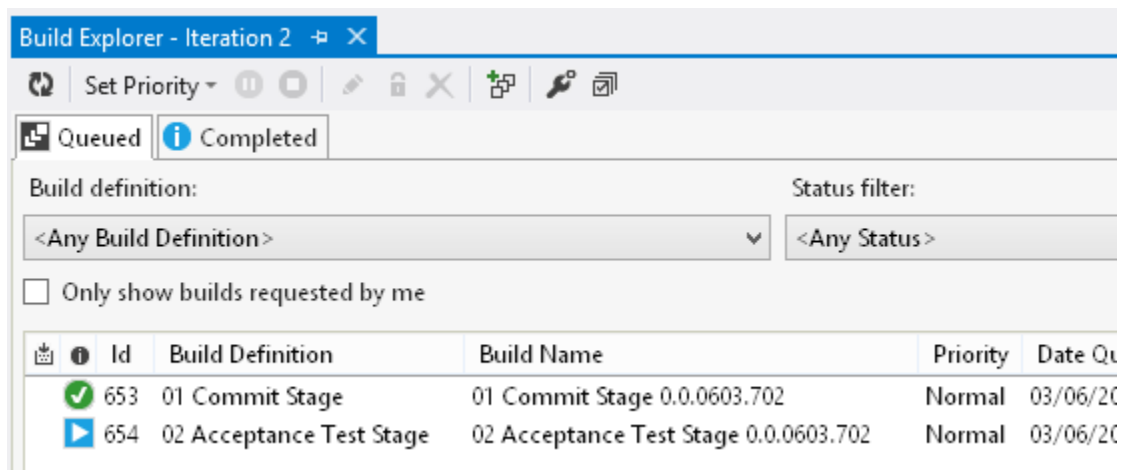 Build Explorer - Iteration 2
Set Priority
Queued Completed
Build definition: Status filter:
<Any Build Definition> <Any Status>
Only show builds requested by me
Id Build Definition Build Name Priority Date Qu
653 01 Commit Stage 01 Commit Stage 0.0.0603.702 Normal 03/06/20
654 02 Acceptance Test Stage 02 Acceptance Test Stage 0.0.0603.702 Normal 03/06/20